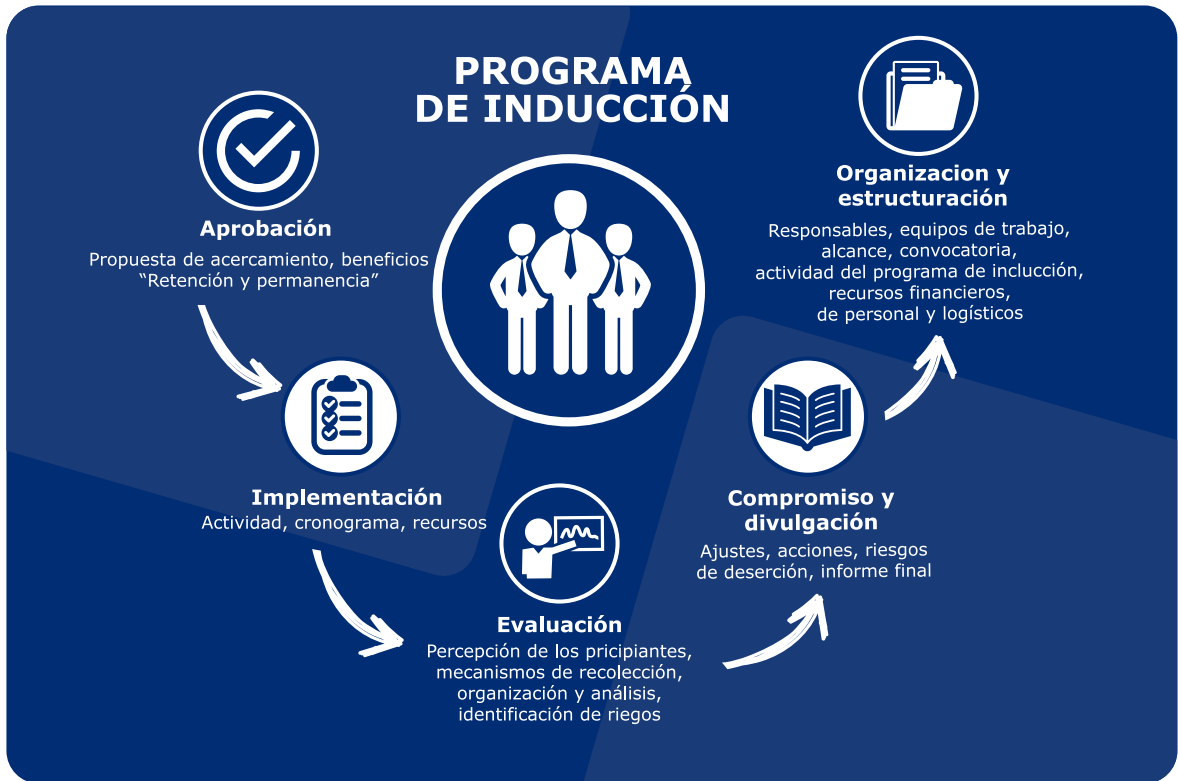 PROGRAMA
DE INDUCCIÓN
Aprobación
Propuesta de acercamiento, beneficios
“Retención y permanencia”
Implementación
Actividad, cronograma, recursos
Evaluación
Percepción de los pricipiantes,
mecanismos de recolección,
organización y análisis,
identificación de riegos
Compromiso y
divulgación
Ajustes, acciones, riesgos
de deserción, informe final
Organizacion y
estructuración
Responsables, equipos de trabajo,
alcance, convocatoria,
actividad del programa de inclucción,
recursos financieros,
de personal y logísticos